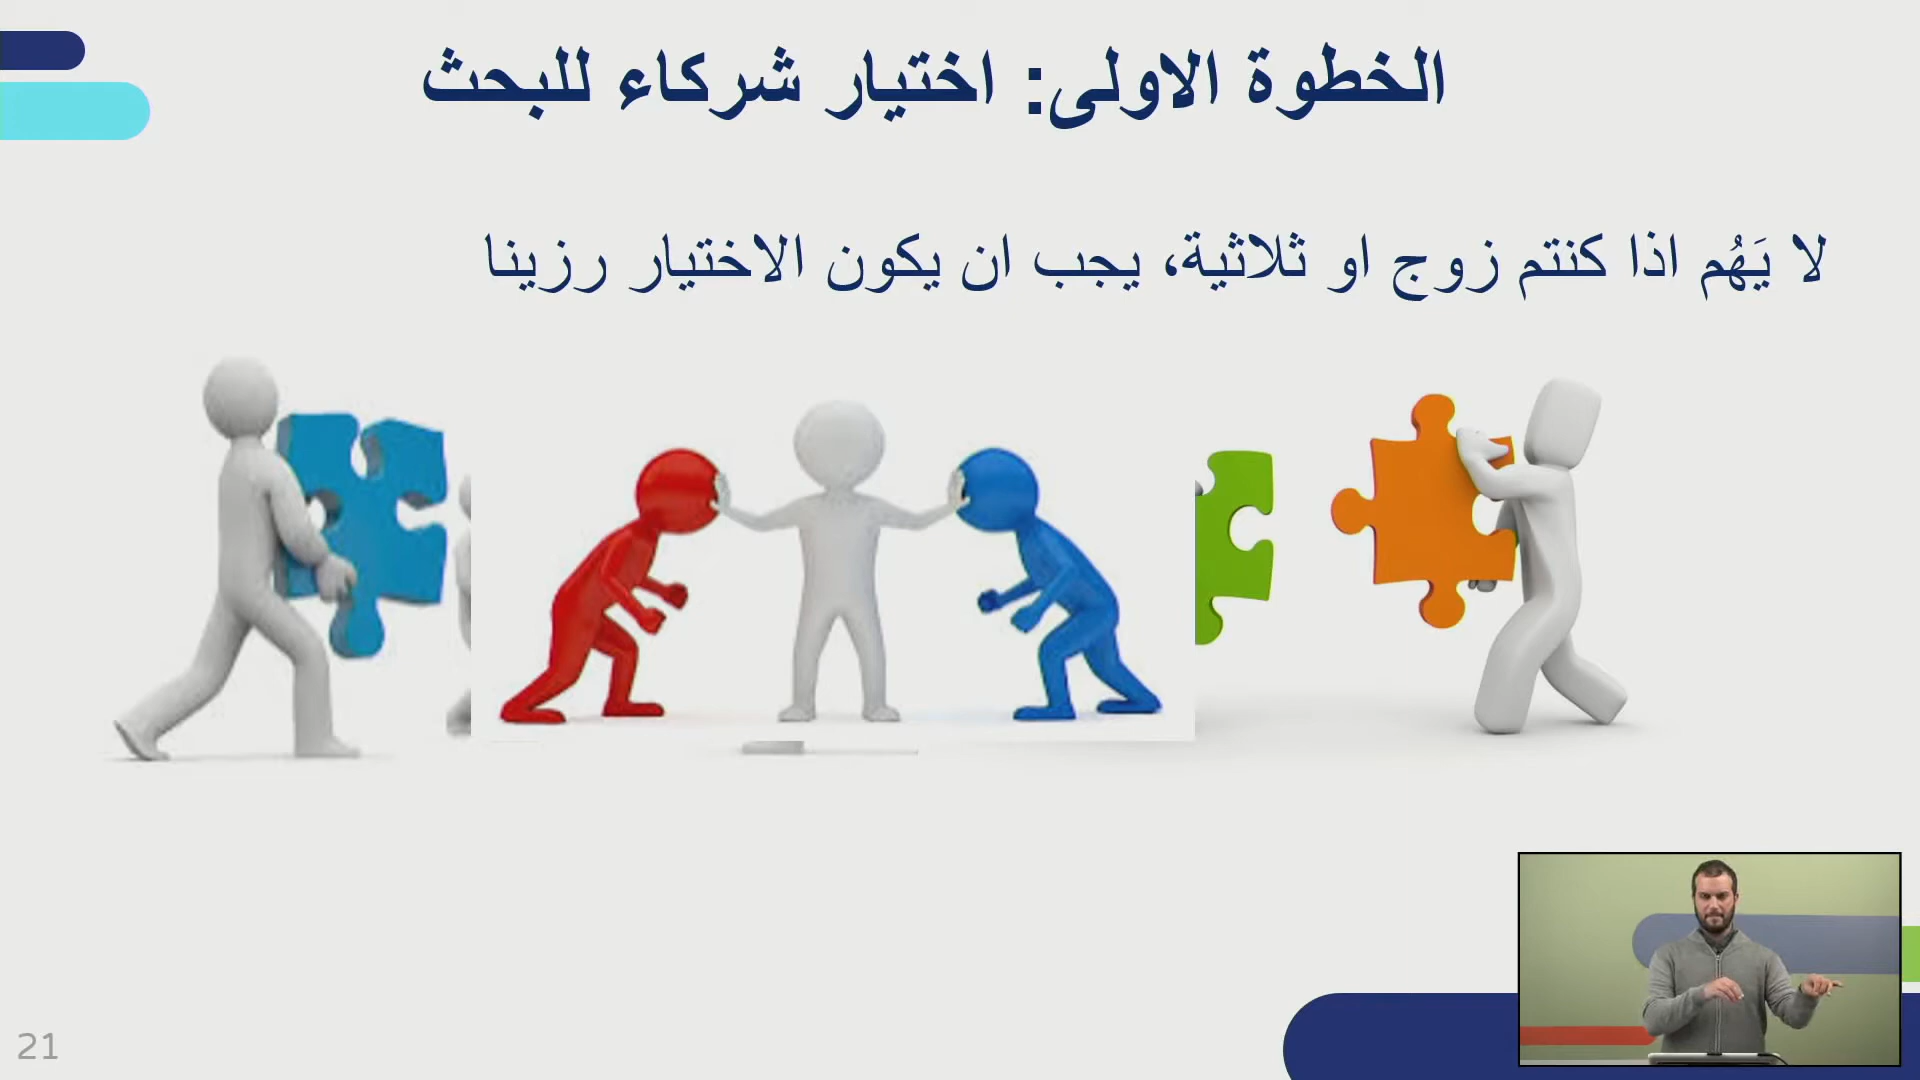 الخطوة الاولى: اختيار شركاء للبحث
لا يَهُم اذا كنتم زوج او ثلاثية، يجب ان يكون الاختيار رزينا
21